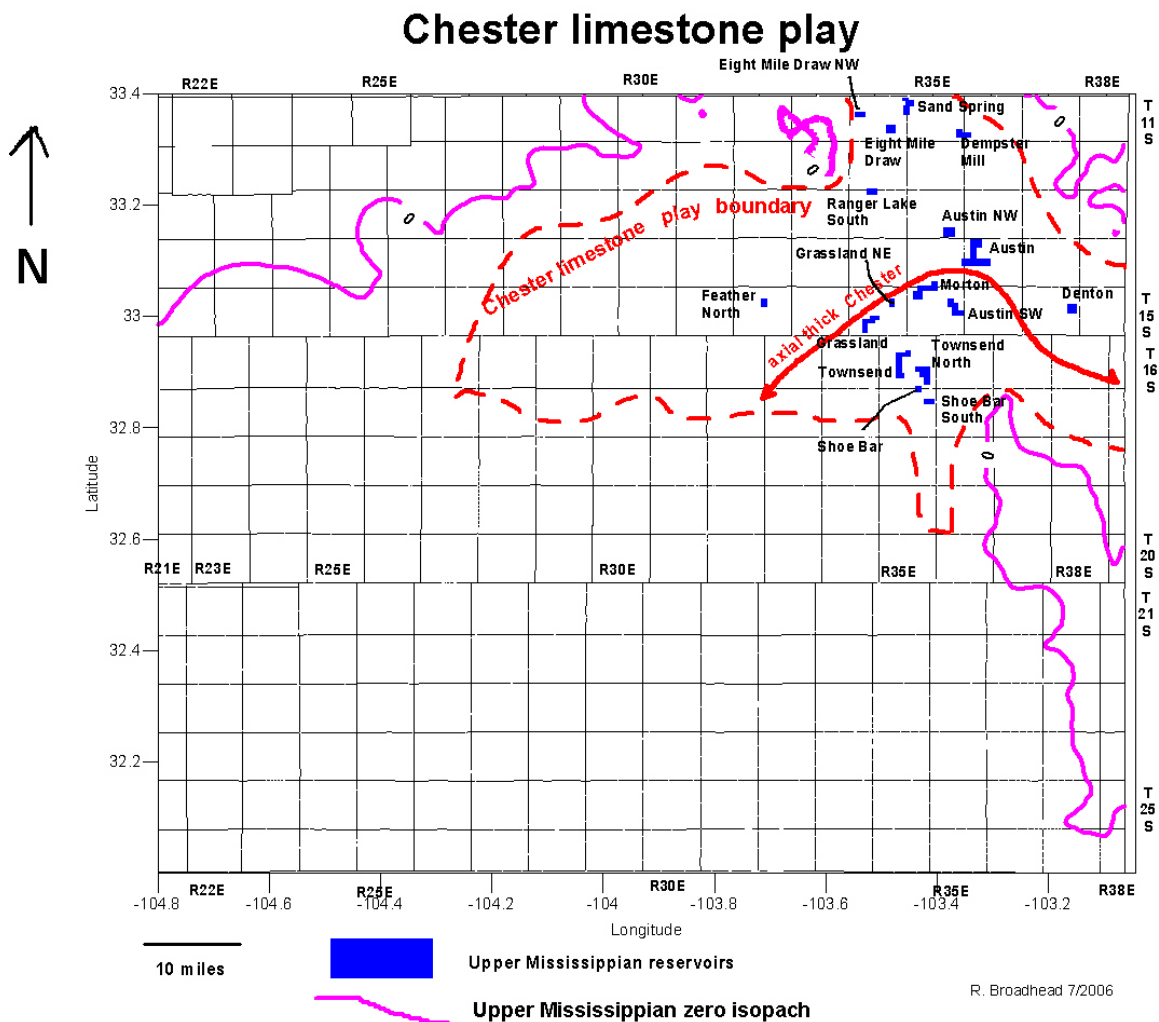 Chester limestone play
Eight Mile Draw NW
R22E
R25E
R30E
R35E
R38E
33.4
T
11
S
Sand Spring
0
Eight Mile
Draw
Dempster
Mill
0
N
33.2
0
Ranger Lake
South
Chester limestone play boundary
Austin NW
Grassland NE
Austin
axial thick Chester
Morton
Feather
North
Denton
33
Austin SW
T
15
S
Grassland
Townsend
North
Townsend
T
16
S
Shoe Bar
South
32.8
Shoe Bar
0
Latitude
32.6
T
20
S
R21E
R23E
R25E
R30E
R35E
R38E
T
21
S
32.4
32.2
T
25
S
R22E
R25E
R30E
R35E
R38E
-104.8
-104.6
-104.4
-104.2
-104
-103.8
-103.6
-103.4
-103.2
Longitude
10 miles
Upper Mississippian reservoirs
R. Broadhead 7/2006
Upper Mississippian zero isopach